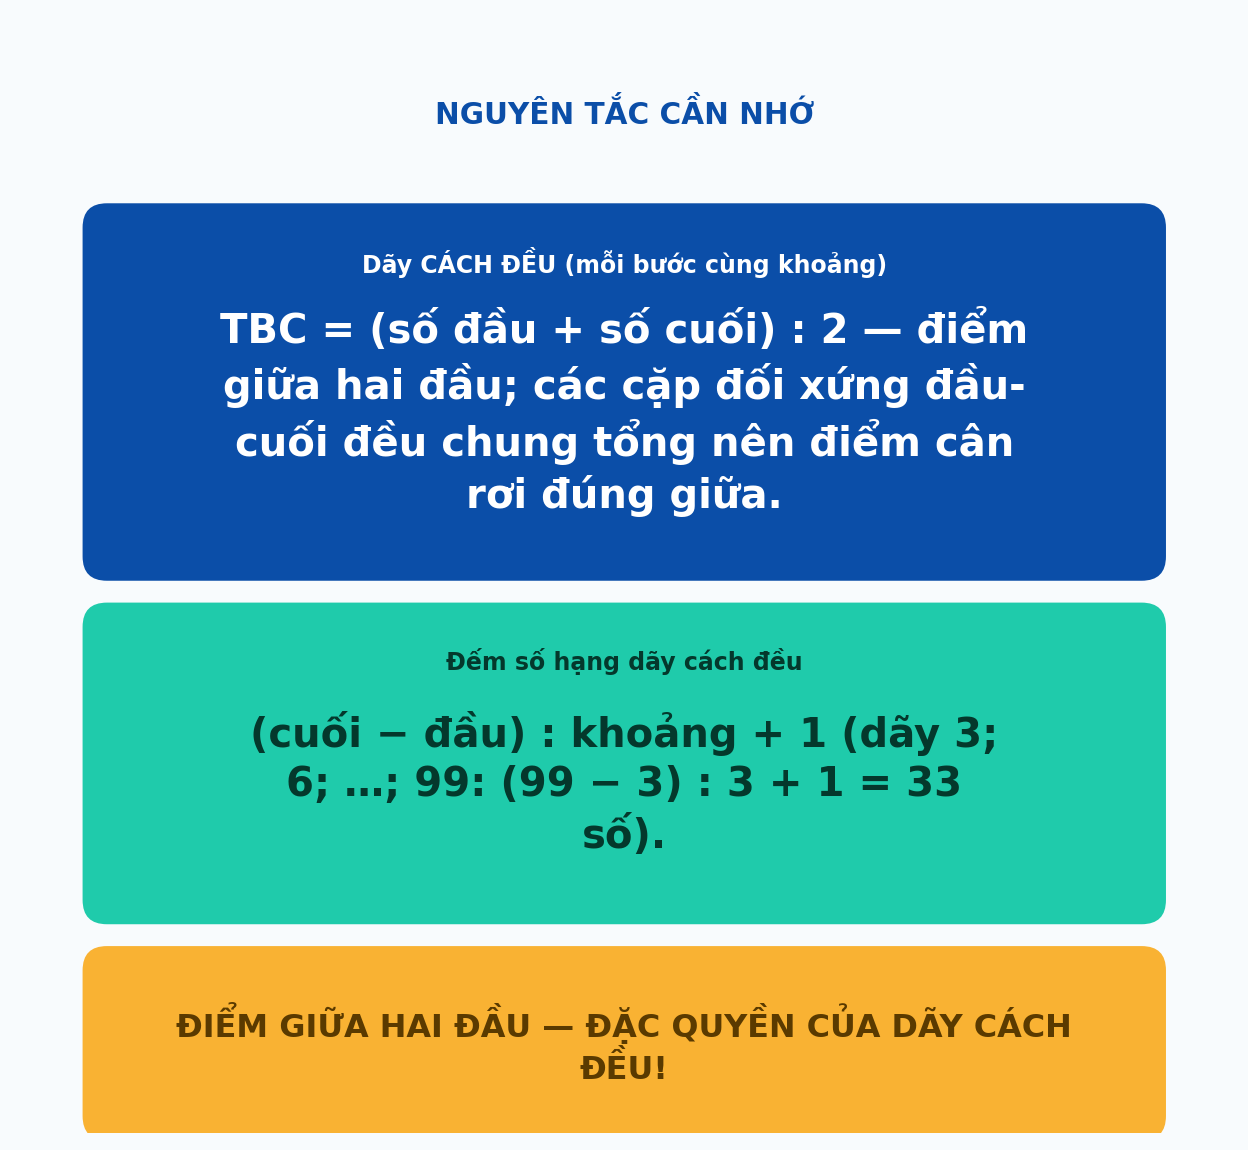 NGUYÊN TẮC CẦN NHỚ
Dãy CÁCH ĐỀU (mỗi bước cùng khoảng)
TBC = (số đầu + số cuối) : 2 — điểm
giữa hai đầu; các cặp đối xứng đầu-
cuối đều chung tổng nên điểm cân
rơi đúng giữa.
Đếm số hạng dãy cách đều
(cuối − đầu) : khoảng + 1 (dãy 3;
6; …; 99: (99 − 3) : 3 + 1 = 33
số).
ĐIỂM GIỮA HAI ĐẦU — ĐẶC QUYỀN CỦA DÃY CÁCH
ĐỀU!